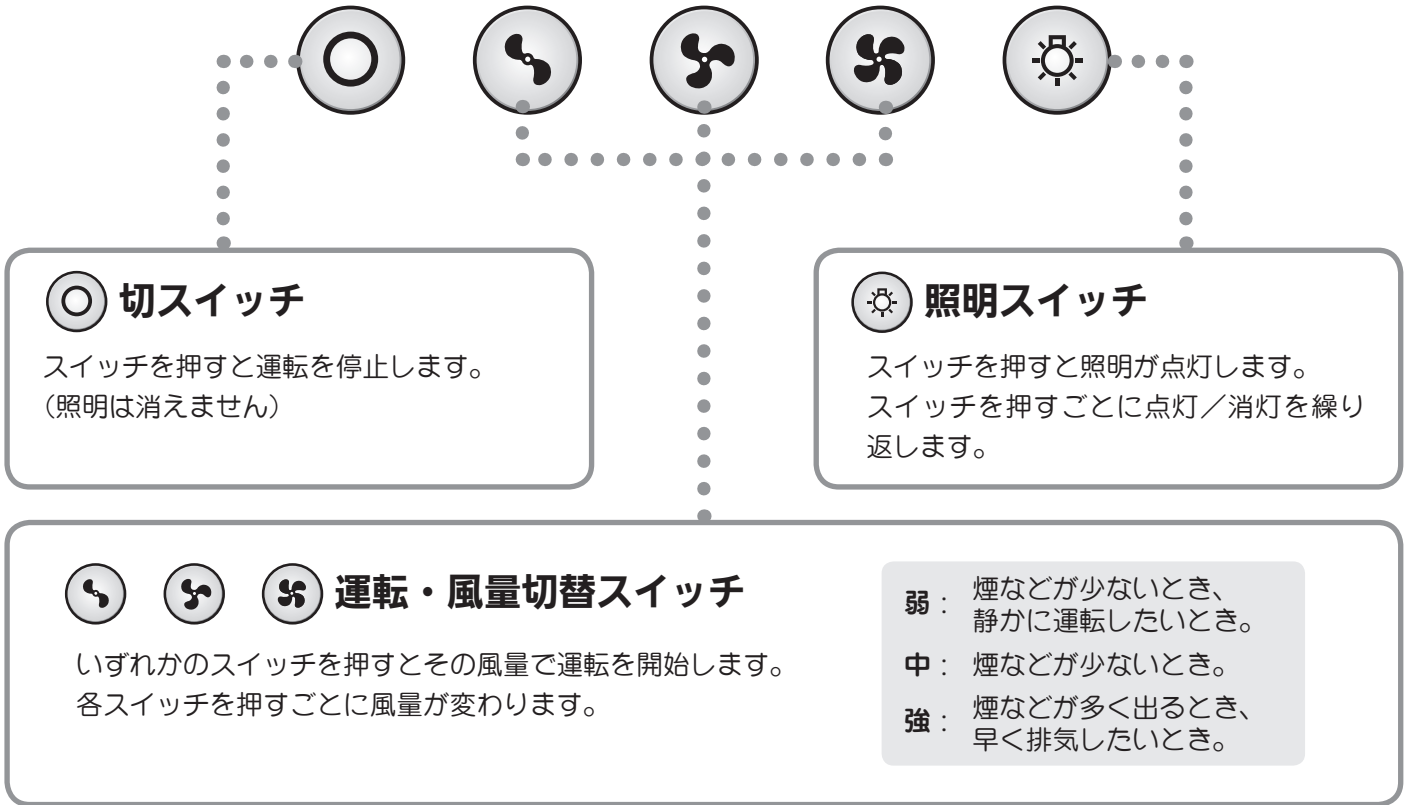 切スイッチ
スイッチを押すと運転を停止します。
（照明は消えません）
照明スイッチ
スイッチを押すと照明が点灯します。
スイッチを押すごとに点灯／消灯を繰り
返します。
運転・風量切替スイッチ
いずれかのスイッチを押すとその風量で運転を開始します。
各スイッチを押すごとに風量が変わります。
弱： 煙などが少ないとき、
静かに運転したいとき。
中： 煙などが少ないとき。
強： 煙などが多く出るとき、
早く排気したいとき。